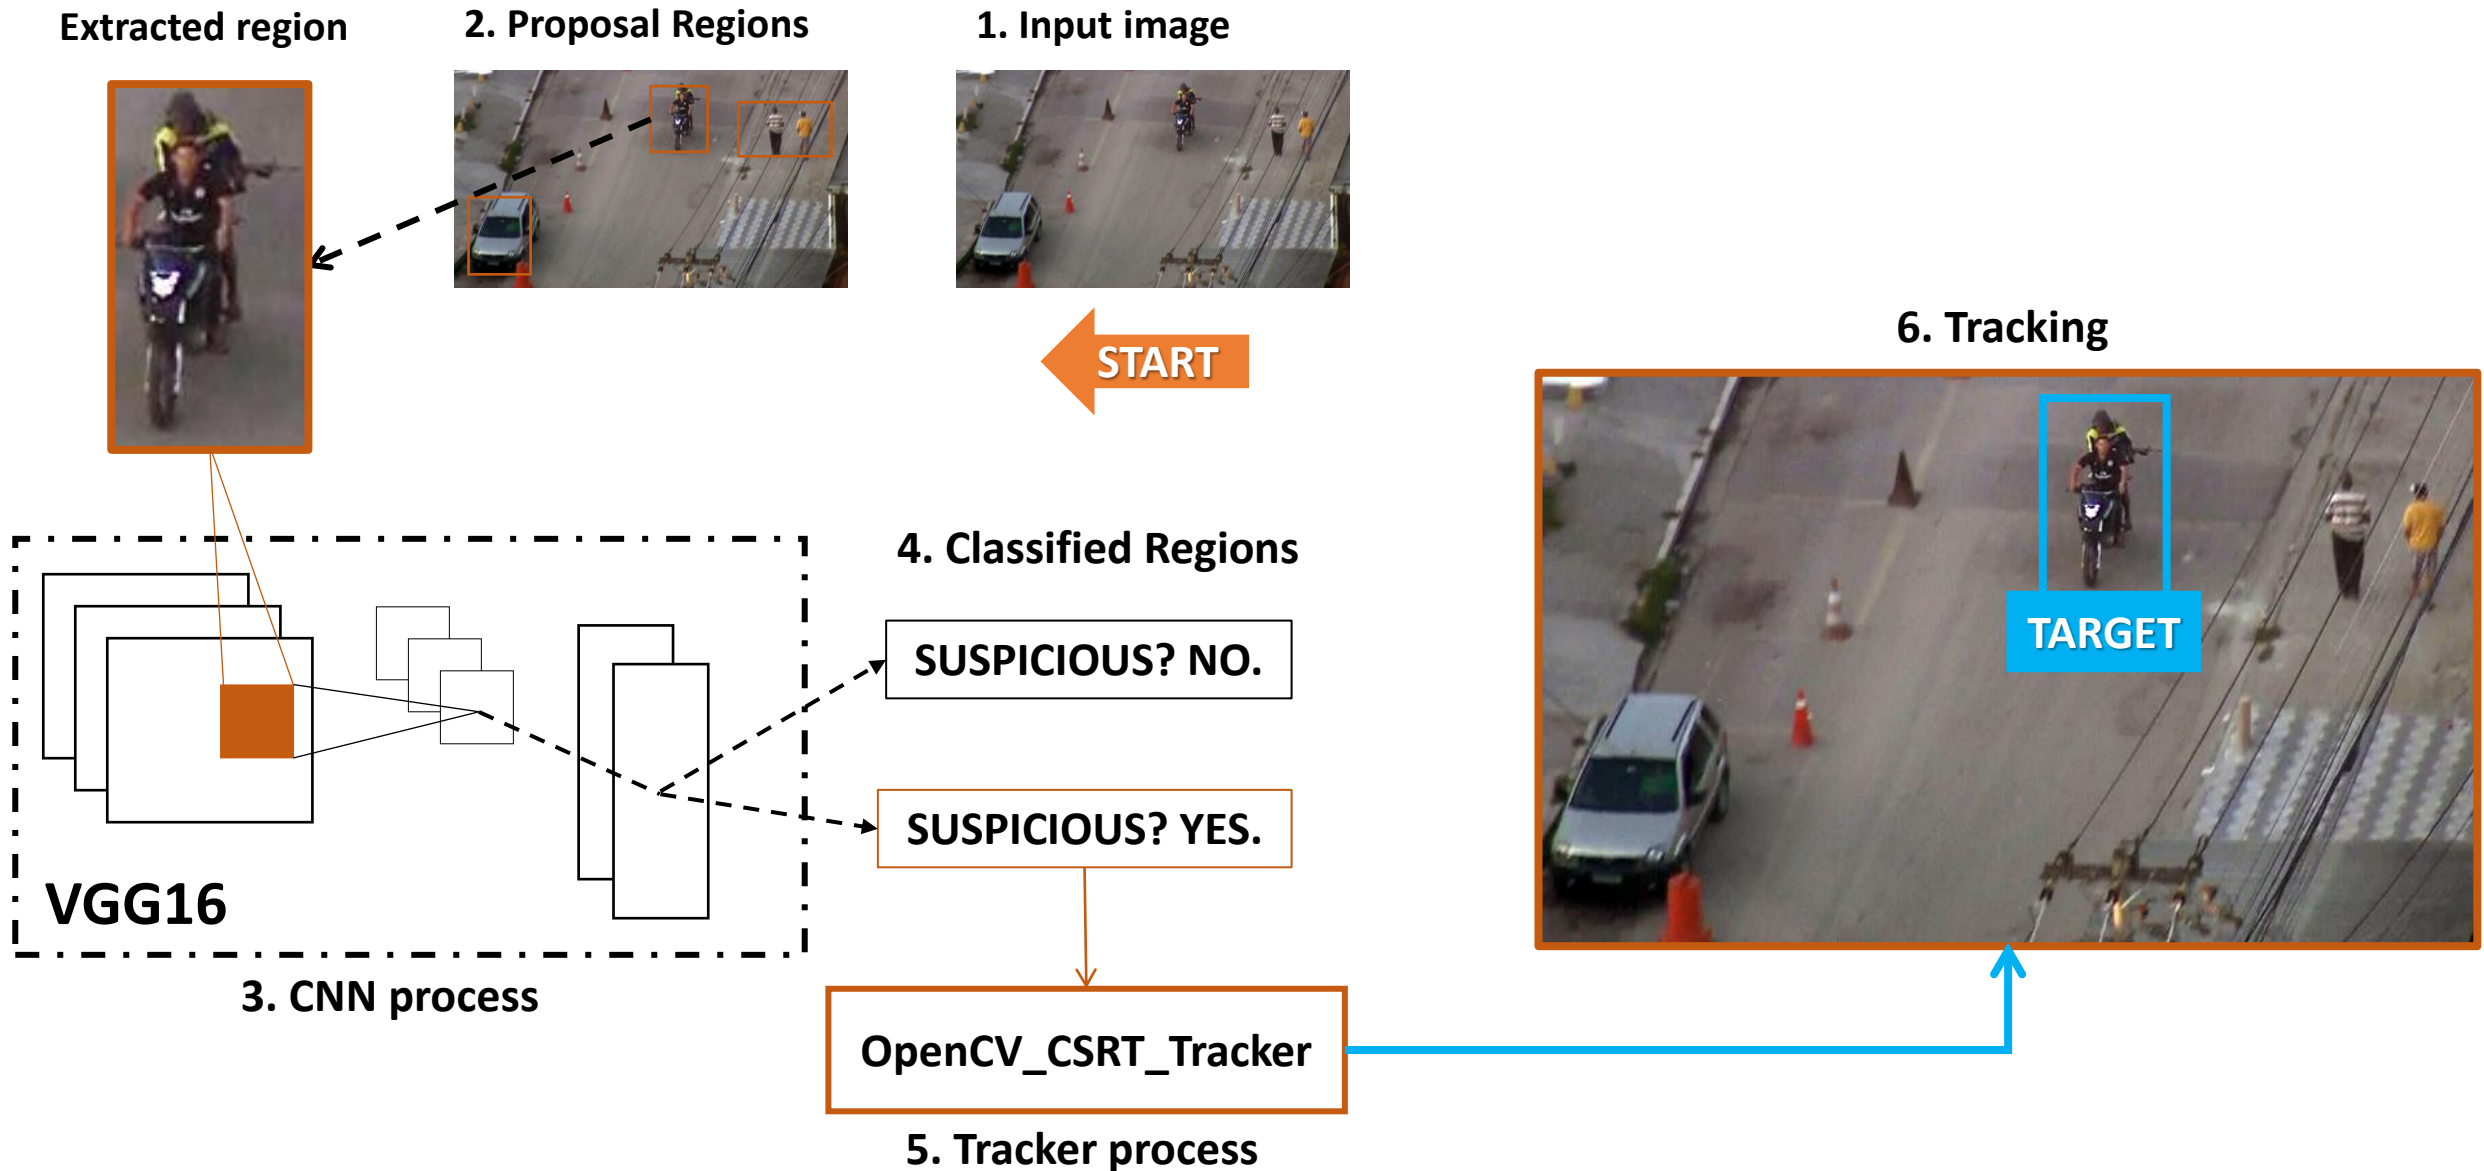 Extracted region
2. Proposal Regions
1. Input image
START
6. Tracking
TARGET
4. Classified Regions
SUSPICIOUS? NO.
SUSPICIOUS? YES.
VGG16
3. CNN process
OpenCV_CSRT_Tracker
5. Tracker process